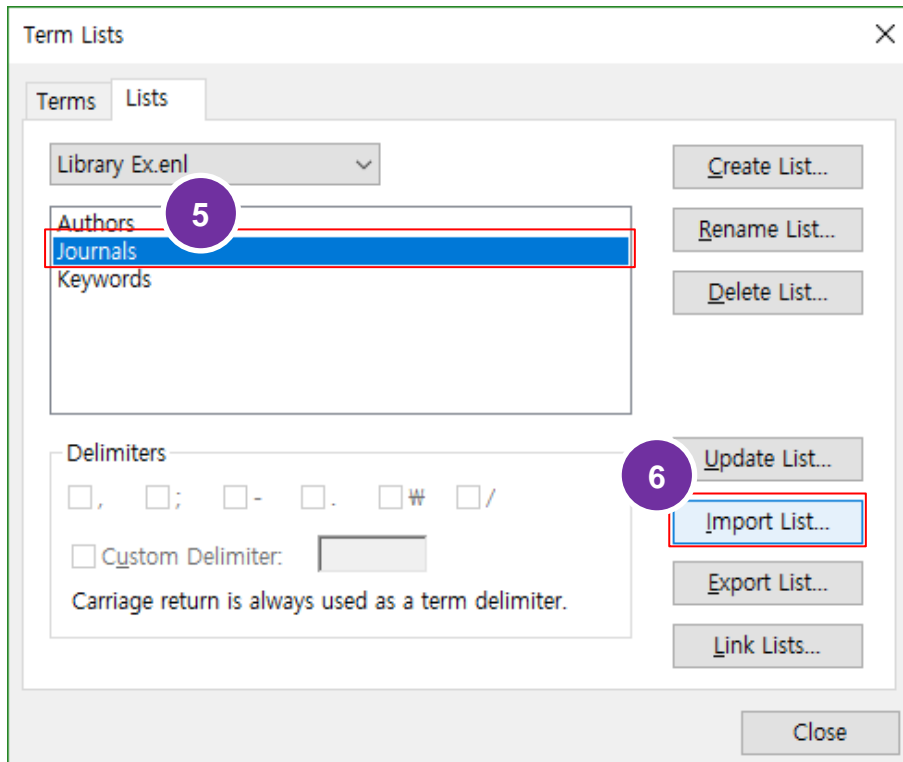 Term Lists
Terms
Lists
Library Ex.enl
Create List...
5
Authors
Rename List...
Journals
Keywords
Delete List...
Delimiters
Update List...
6
, ; - . ₩ /
Import List...
Custom Delimiter:
Export List...
Carriage return is always used as a term delimiter.
Link Lists...
Close